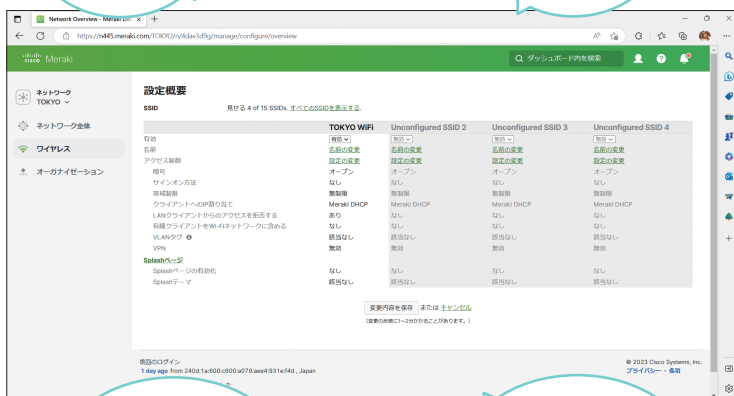 Network Overview - Meraki Da
https://n445.meraki.com/TOKYO/n/4dav3d9g/manage/configure/overview
CISCO Meraki
ダッシュボード内を検索
ネットワーク
TOKYO
ネットワーク全体
ワイヤレス
オーガナイゼーション
設定概要
SSID 見せる 4 of 15 SSIDs. すべてのSSIDを表示する.
TOKYO WiFi Unconfigured SSID 2 Unconfigured SSID 3 Unconfigured SSID 4
有効 有効 無効 無効 無効
名前 名前の変更 名前の変更 名前の変更 名前の変更
アクセス制御 設定の変更 設定の変更 設定の変更 設定の変更
暗号 オープン オープン オープン オープン
サインオン方法 なし なし なし なし
帯域制限 無制限 無制限 無制限 無制限
クライアントへのIP割り当て Meraki DHCP Meraki DHCP Meraki DHCP Meraki DHCP
LANクライアントからのアクセスを拒否する あり なし なし なし
有線クライアントをWi-Fiネットワークに含める なし なし なし なし
VLANタグ 該当なし 該当なし 該当なし 該当なし
VPN 無効 無効 無効 無効
Splashページ
Splashページの有効化 なし なし なし なし
Splashテーマ 該当なし 該当なし 該当なし 該当なし
変更内容を保存 または キャンセル
(変更の反映に1~2分かかることがあります。)
前回のログイン
1 day ago from 240d:1a:600:c600:a079:aee4:931e:f4d , Japan
© 2023 Cisco Systems, Inc.
プライバシー - 条項